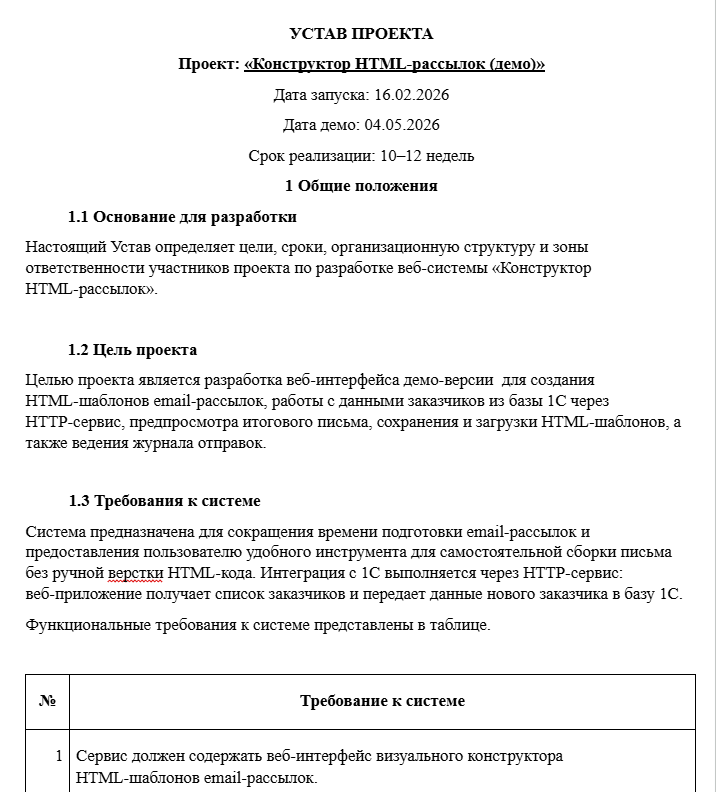 УСТАВ ПРОЕКТА
Проект: «Конструктор HTML-рассылок (демо)»
Дата запуска: 16.02.2026
Дата демо: 04.05.2026
Срок реализации: 10–12 недель
1 Общие положения
1.1 Основание для разработки
Настоящий Устав определяет цели, сроки, организационную структуру и зоны
ответственности участников проекта по разработке веб-системы «Конструктор
HTML-рассылок».
1.2 Цель проекта
Целью проекта является разработка веб-интерфейса демо-версии  для создания
HTML-шаблонов email-рассылок, работы с данными заказчиков из базы 1С через
HTTP-сервис, предпросмотра итогового письма, сохранения и загрузки HTML-шаблонов, а
также ведения журнала отправок.
1.3 Требования к системе
Система предназначена для сокращения времени подготовки email-рассылок и
предоставления пользователю удобного инструмента для самостоятельной сборки письма
без ручной верстки HTML-кода. Интеграция с 1С выполняется через HTTP-сервис:
веб-приложение получает список заказчиков и передает данные нового заказчика в базу 1С.
Функциональные требования к системе представлены в таблице.
№ Требование к системе
1 Сервис должен содержать веб-интерфейс визуального конструктора
HTML-шаблонов email-рассылок.